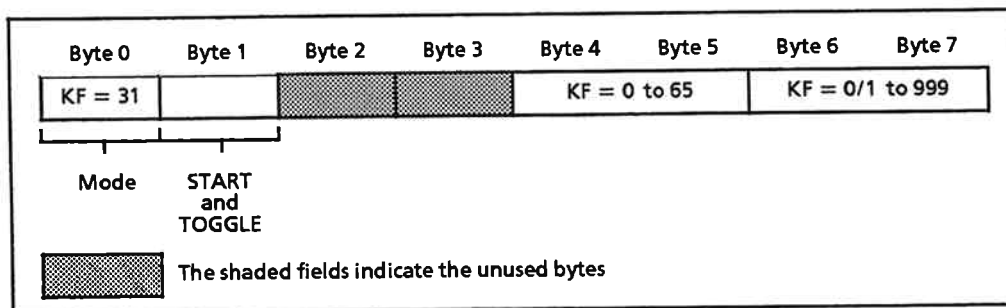 Byte 0 Byte 1 Byte 2 Byte 3 Byte 4 Byte 5 Byte 6 Byte 7
KF = 31 KF = 0 to 65 KF = 0/1 to 999
Mode START
and
TOGGLE
The shaded fields indicate the unused bytes